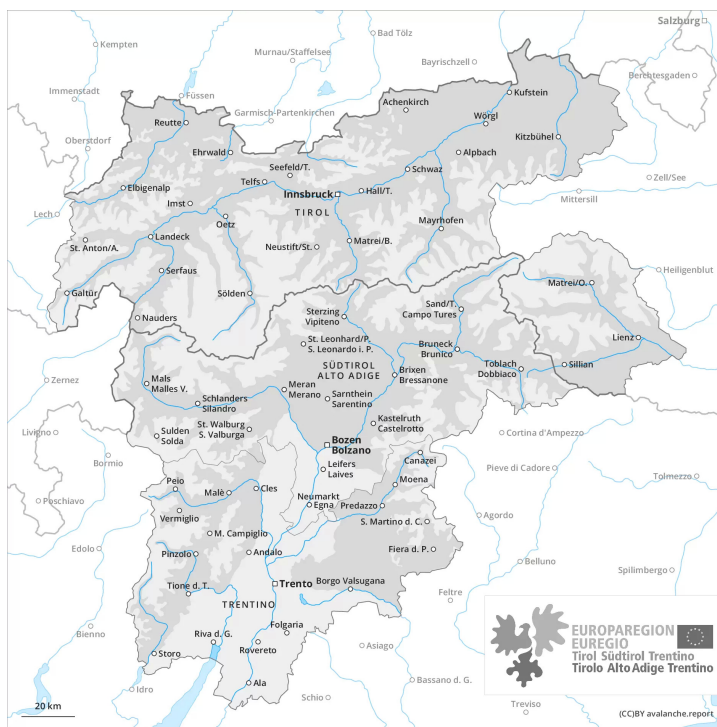 Salzburg
Bad Tölz
Kempten
Murnau/Staffelsee
Bayrischzell
Berchtesgaden
Immenstadt
Füssen
Kufstein
Achenkirch
Garmisch-Partenkirchen
Wörgl
Reutte
Kitzbühel
Oberstdorf
Ehrwald
Alpbach
Seefeld/T.
Schwaz
Telfs
Zell/See
Elbigenalp
Innsbruck
Hall/T.
Mittersill
Imst
TIROL
Lech
Oetz
Mayrhofen
Landeck
Matrei/B.
St. Anton/A.
Neustift/St.
Serfaus
Heiligenblut
Matrei/O.
Galtür
Sölden
Sand/T.
Campo Tures
Nauders
Sterzing
Vipiteno
Lienz
St. Leonhard/P.
S. Leonardo i. P.
Bruneck
Brunico
Toblach
Dobbiaco
Sillian
SÜDTIROL
ALTO ADIGE
Brixen
Bressanone
Zernez
Mals
Malles V.
Meran
Merano
Sarnthein
Sarentino
Schlanders
Silandro
St. Walburg
S. Valburga
Kastelruth
Castelrotto
Livigno
Sulden
Solda
Bozen
Bolzano
Cortina d'Ampezzo
Bormio
Canazei
Leifers
Laives
Pieve di Cadore
Tolmezzo
Peio
Moena
Poschiavo
Malè
Cles
Neumarkt
Egna
Predazzo
Vermiglio
S. Martino d. C.
Agordo
M. Campiglio
Edolo
Pinzolo
Andalo
Fiera d. P.
Belluno
Spilimbergo
Trento
Tione d. T.
Borgo Valsugana
Feltre
TRENTINO
Folgaria
Bienno
Riva d. G.
Rovereto
Asiago
Storo
Bassano d. G.
Ala
Idro
Schio
Treviso
EUROPAREGION
EUREGIO
Tirol Südtirol Trentino
Tirolo Alto Adige Trentino
20 km
(CC)BY avalanche.report